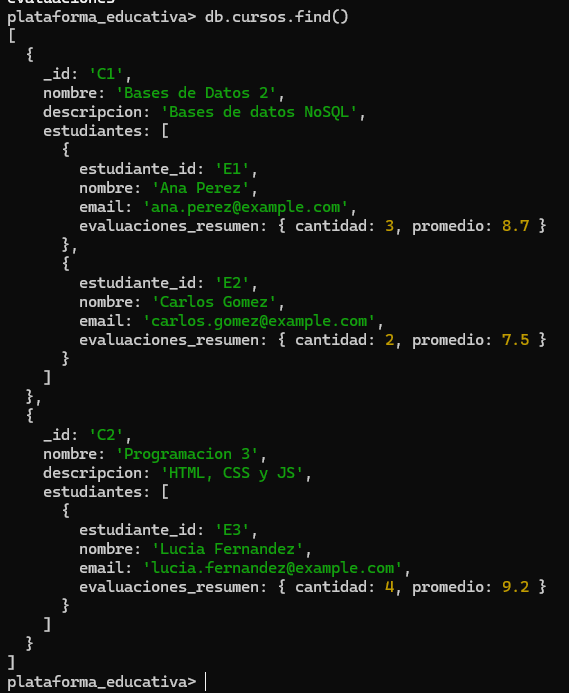 evaluaciones
plataforma_educativa> db.cursos.find()
[
  {
    _id: 'C1',
    nombre: 'Bases de Datos 2',
    descripcion: 'Bases de datos NoSQL',
    estudiantes: [
      {
        estudiante_id: 'E1',
        nombre: 'Ana Perez',
        email: 'ana.perez@example.com',
        evaluaciones_resumen: { cantidad: 3, promedio: 8.7 }
      },
      {
        estudiante_id: 'E2',
        nombre: 'Carlos Gomez',
        email: 'carlos.gomez@example.com',
        evaluaciones_resumen: { cantidad: 2, promedio: 7.5 }
      }
    ]
  },
  {
    _id: 'C2',
    nombre: 'Programacion 3',
    descripcion: 'HTML, CSS y JS',
    estudiantes: [
      {
        estudiante_id: 'E3',
        nombre: 'Lucia Fernandez',
        email: 'lucia.fernandez@example.com',
        evaluaciones_resumen: { cantidad: 4, promedio: 9.2 }
      }
    ]
  }
]
plataforma_educativa>